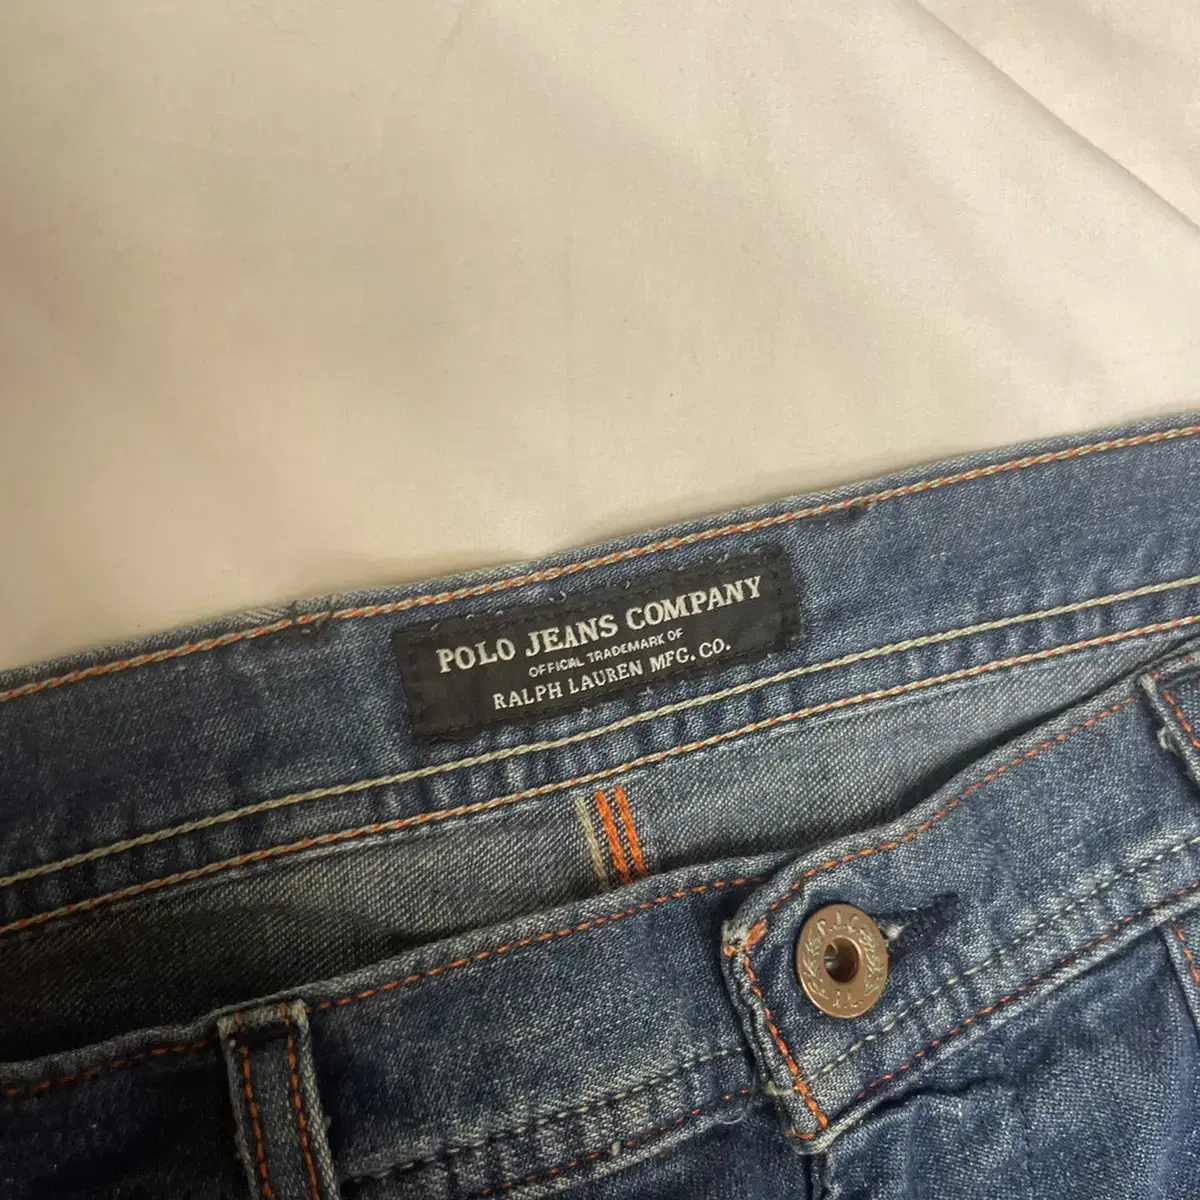 POLO JEANS COMPANY
OFFICIAL TRADEMARK OF
RALPH LAUREN MFG. CO.
P.J.C.
R.L.